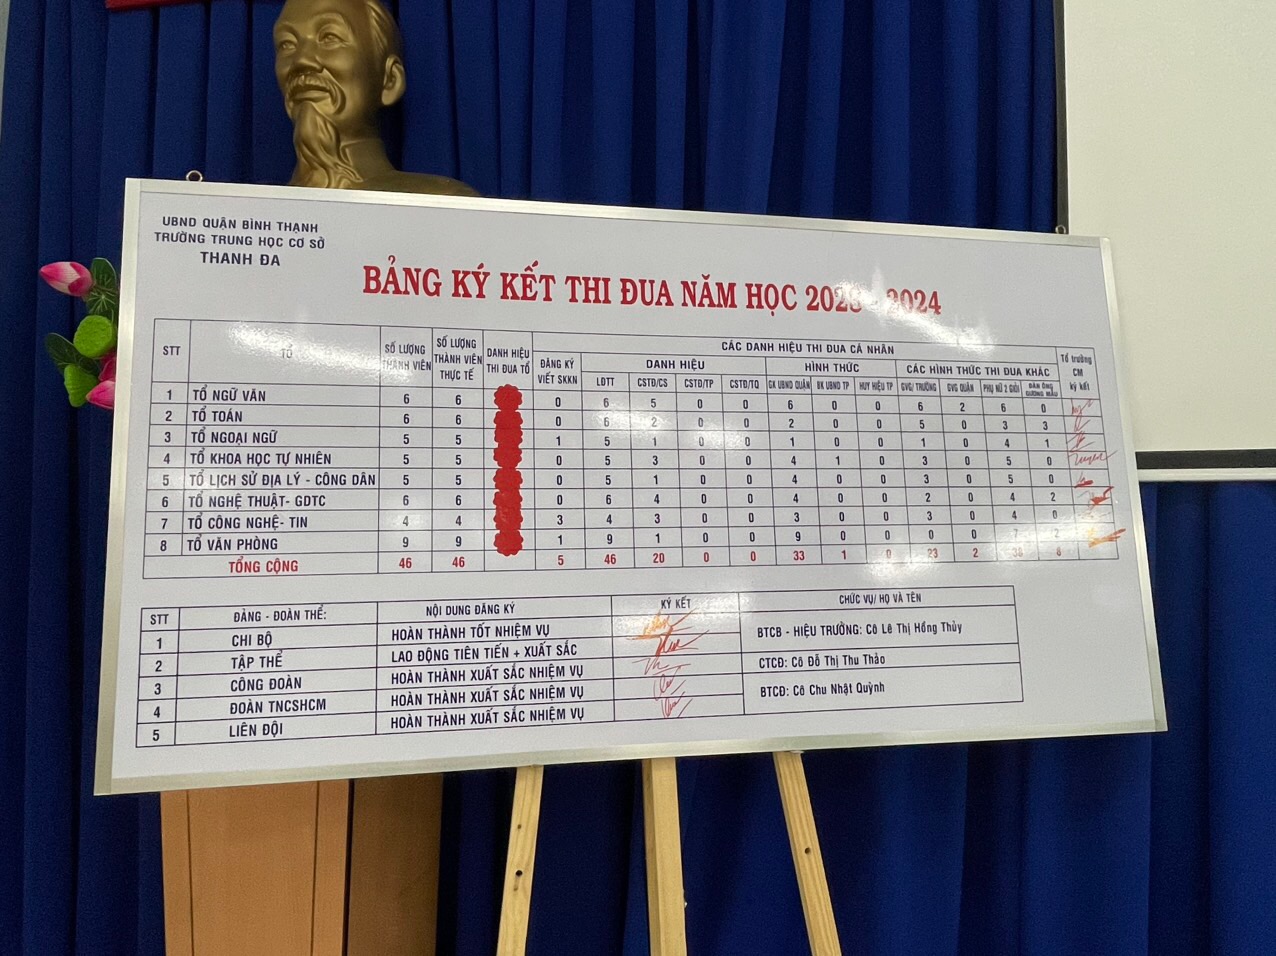 UBND QUẬN BÌNH THẠNH
TRƯỜNG TRUNG HỌC CƠ SỞ
THANH ĐA
BẢNG KÝ KẾT THI ĐUA NĂM HỌC 2023 - 2024
STT TỔ SỐ LƯỢNG THÀNH VIÊN SỐ LƯỢNG THÀNH VIÊN THỰC TẾ DANH HIỆU THI ĐUA TỔ CÁC DANH HIỆU THI ĐUA CÁ NHÂN Tổ trưởng CM ký kết
ĐĂNG KÝ VIẾT SKKN DANH HIỆU HÌNH THỨC CÁC HÌNH THỨC THI ĐUA KHÁC
LĐTT CSTĐ/CS CSTĐ/TP CSTĐ/TQ GK UBND QUẬN BK UBND TP HUY HIỆU TP GVG/ TRƯỜNG GVG QUẬN PHỤ NỮ 2 GIỎI ĐÀN ÔNG GƯƠNG MẪU
1 TỔ NGỮ VĂN 6 6 0 6 5 0 0 6 0 0 6 2 6 0
2 TỔ TOÁN 6 6 0 6 2 0 0 2 0 0 5 0 3 3
3 TỔ NGOẠI NGỮ 5 5 1 5 1 0 0 1 0 0 1 0 4 1
4 TỔ KHOA HỌC TỰ NHIÊN 5 5 0 5 3 0 0 4 1 0 3 0 5 0
5 TỔ LỊCH SỬ ĐỊA LÝ - CÔNG DÂN 5 5 0 5 1 0 0 4 0 0 3 0 5 0
6 TỔ NGHỆ THUẬT- GDTC 6 6 0 6 4 0 0 4 0 0 2 0 4 2
7 TỔ CÔNG NGHỆ- TIN 4 4 3 4 3 0 0 3 0 0 3 0 4 0
8 TỔ VĂN PHÒNG 9 9 1 9 1 0 0 9 0 0 0 0 7 2
TỔNG CỘNG 46 46 5 46 20 0 0 33 1 0 23 2 38 8
STT ĐẢNG - ĐOÀN THỂ: NỘI DUNG ĐĂNG KÝ KÝ KẾT CHỨC VỤ/ HỌ VÀ TÊN
1 CHI BỘ HOÀN THÀNH TỐT NHIỆM VỤ BTCB - HIỆU TRƯỞNG: Cô Lê Thị Hồng Thủy
2 TẬP THỂ LAO ĐỘNG TIÊN TIẾN + XUẤT SẮC
3 CÔNG ĐOÀN HOÀN THÀNH XUẤT SẮC NHIỆM VỤ CTCĐ: Cô Đỗ Thị Thu Thảo
4 ĐOÀN TNCSHCM HOÀN THÀNH XUẤT SẮC NHIỆM VỤ BTCĐ: Cô Chu Nhật Quỳnh
5 LIÊN ĐỘI HOÀN THÀNH XUẤT SẮC NHIỆM VỤ